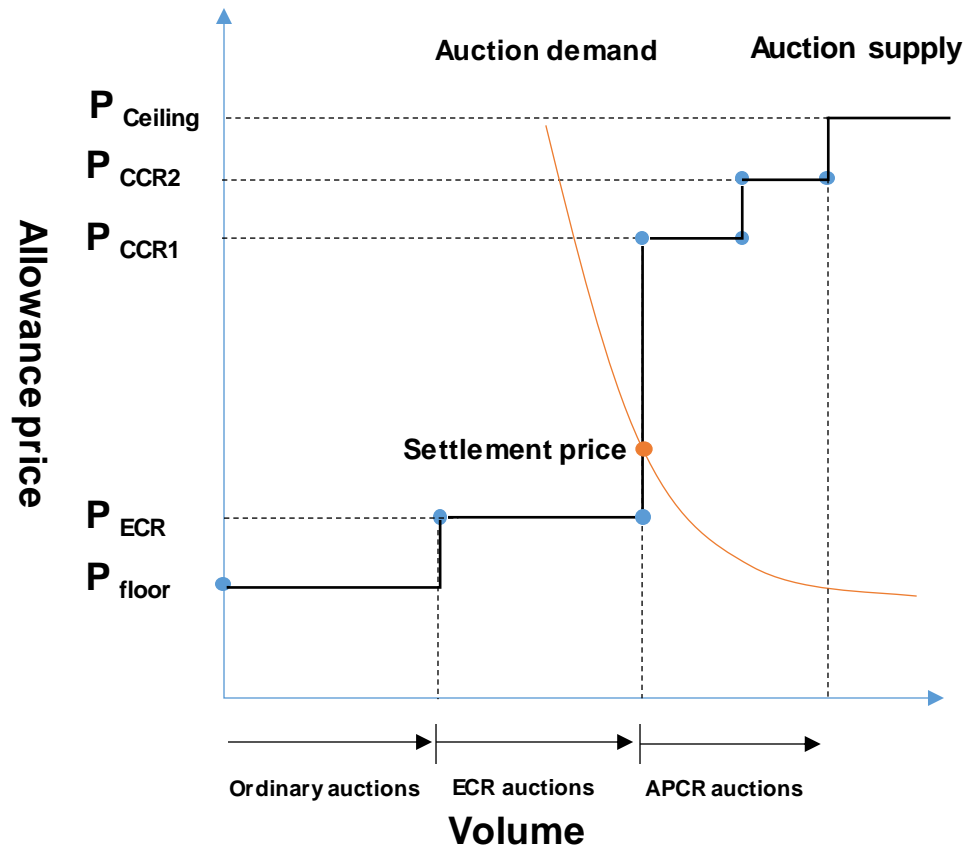 Auction demand
Auction supply
P Ceiling
P CCR2
P CCR1
Allowance price
Settlement price
P ECR
P floor
Ordinary auctions
ECR auctions
APCR auctions
Volume